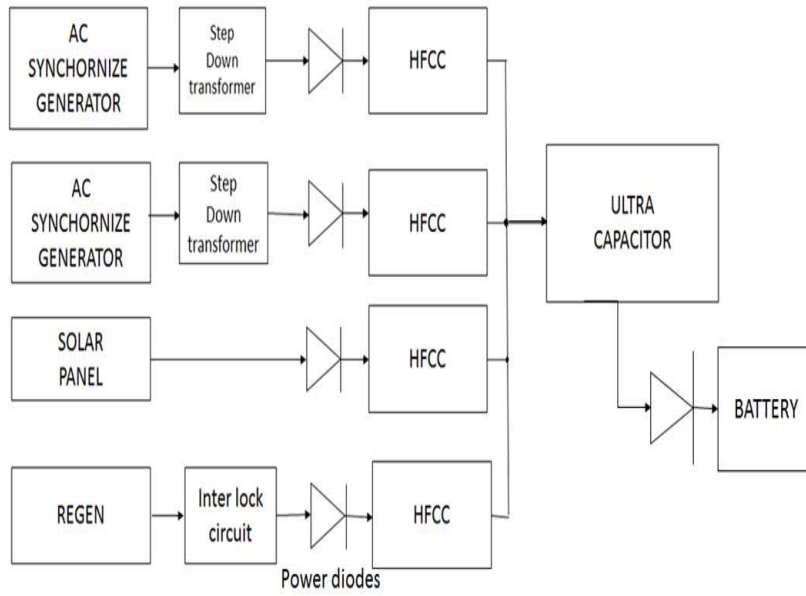 AC
SYNCHORNIZE
GENERATOR
Step
Down
transformer
HFCC
AC
SYNCHORNIZE
GENERATOR
Step
Down
transformer
HFCC
ULTRA
CAPACITOR
SOLAR
PANEL
HFCC
BATTERY
REGEN
Inter lock
circuit
HFCC
Power diodes